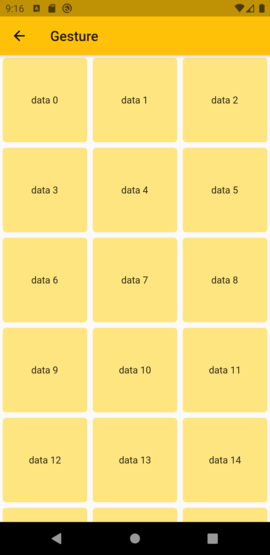 9:16
Gesture
data 0 data 1 data 2
data 3 data 4 data 5
data 6 data 7 data 8
data 9 data 10 data 11
data 12 data 13 data 14